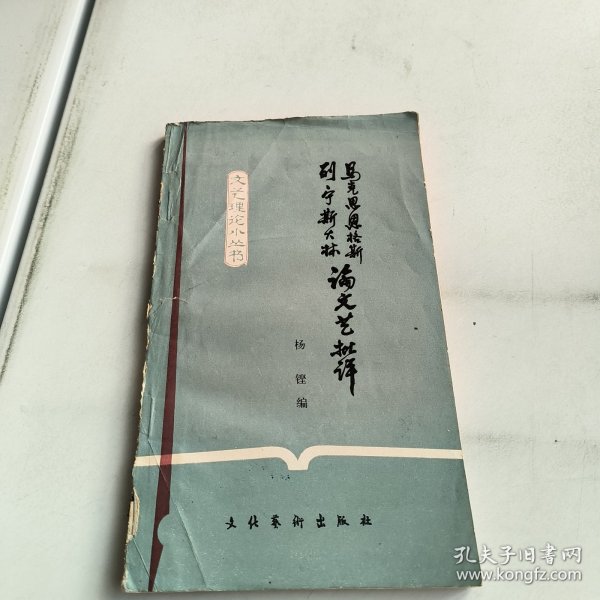 文艺理论小丛书
马克思恩格斯
列宁斯大林
论文艺批评
杨铿编
文化艺術出版社
孔夫子旧书网
www.kongfz.com